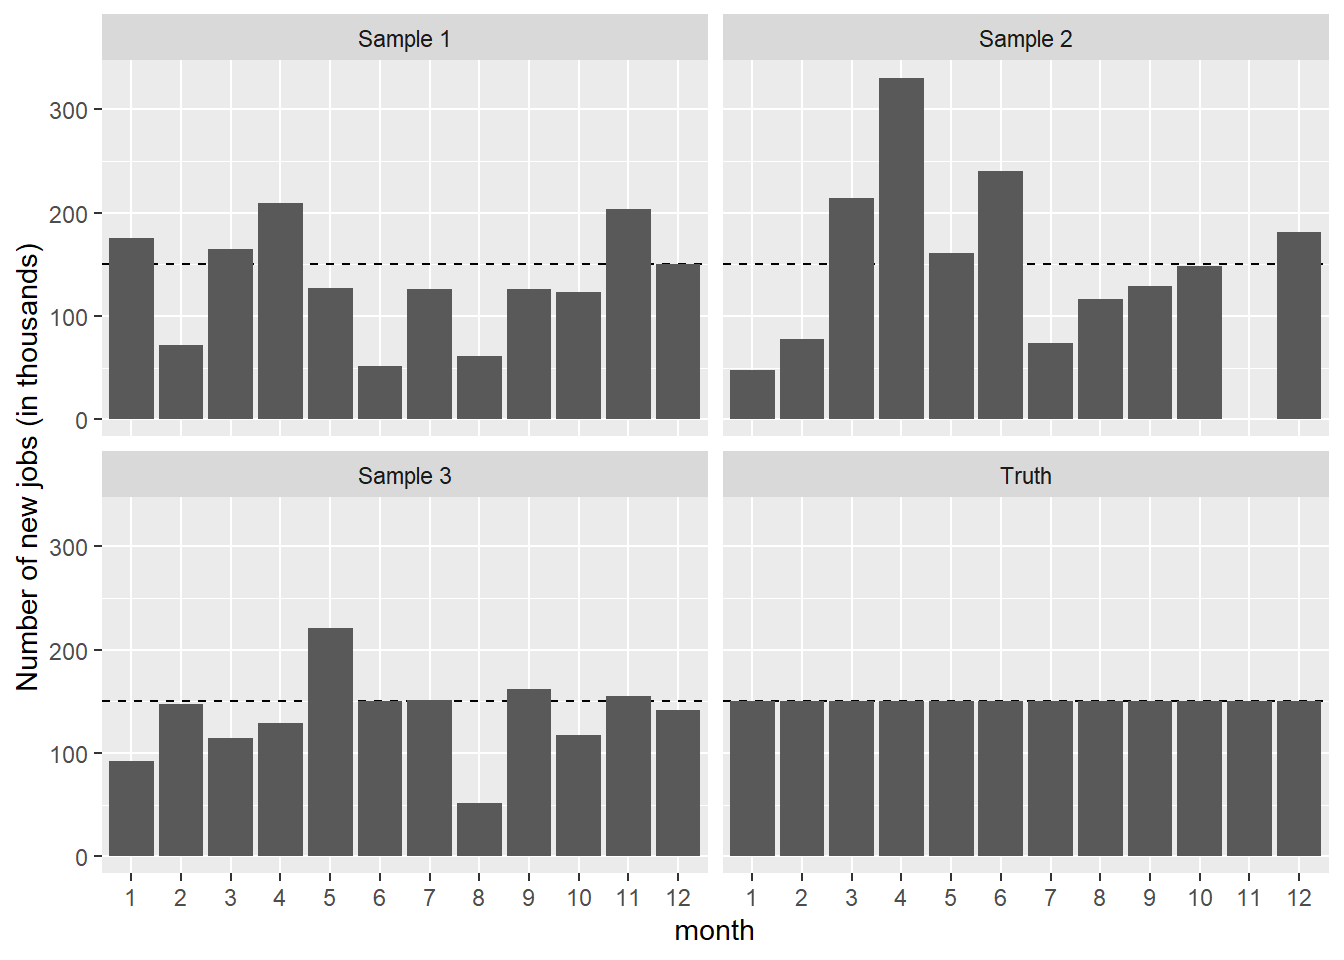 Number of new jobs (in thousands)
Sample 1
Sample 2
300
200
100
0
Sample 3
Truth
300
200
100
0
1 2 3 4 5 6 7 8 9 10 11 12
1 2 3 4 5 6 7 8 9 10 11 12
month